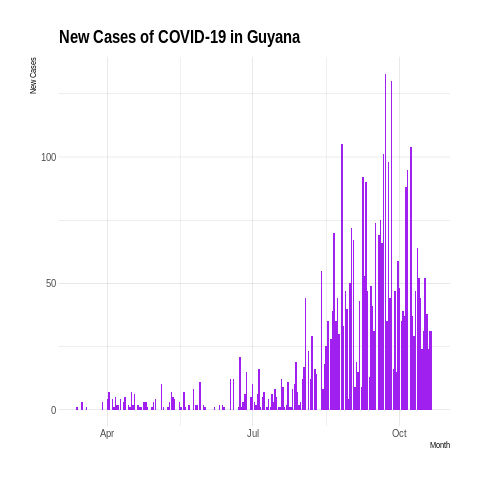 New Cases of COVID-19 in Guyana
New Cases
100
50
0
Apr
Jul
Oct
Month